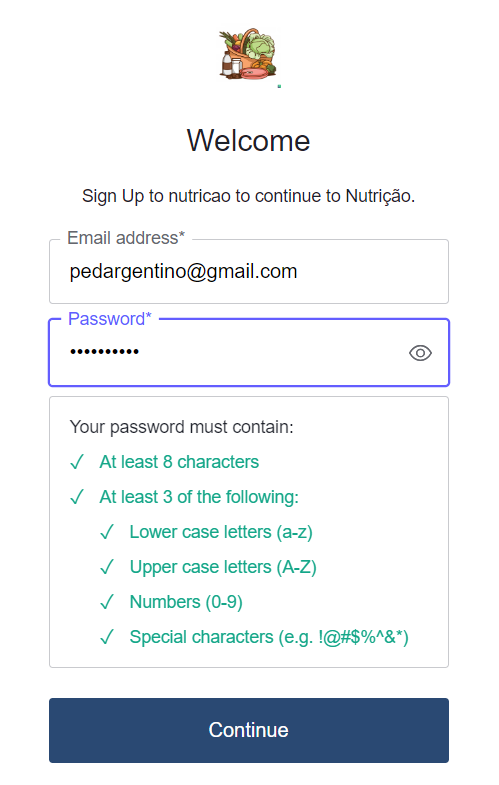 Welcome
Sign Up to nutricao to continue to Nutrição.
Email address*
pedargentino@gmail.com
Password*
••••••••••
Your password must contain:
At least 8 characters
At least 3 of the following:
Lower case letters (a-z)
Upper case letters (A-Z)
Numbers (0-9)
Special characters (e.g. !@#$%^&*)
Continue